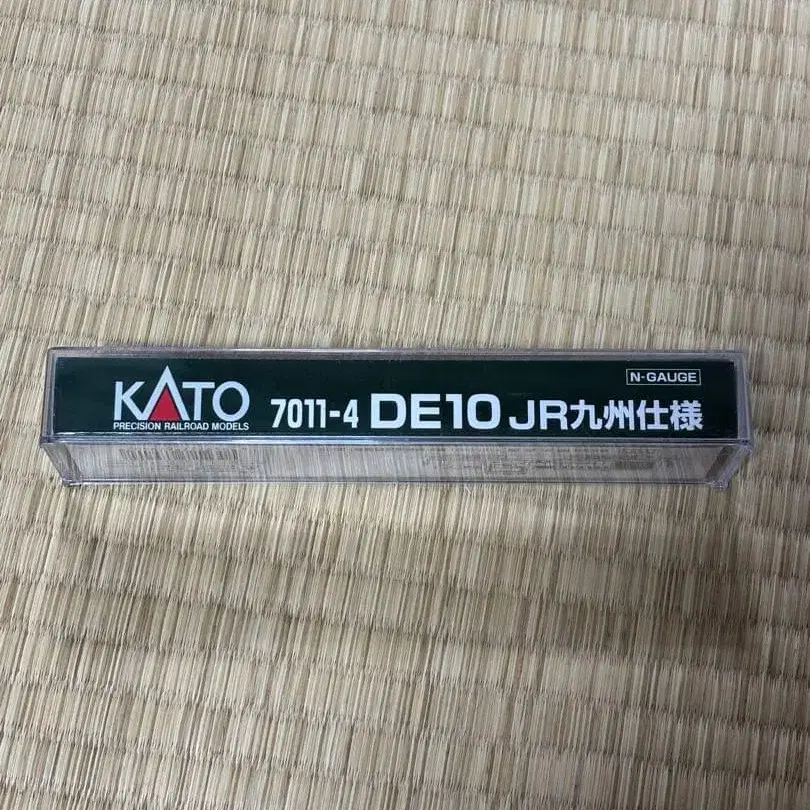 N-GAUGE
KATO 7011-4 DE10 JR九州仕様
PRECISION RAILROAD MODELS